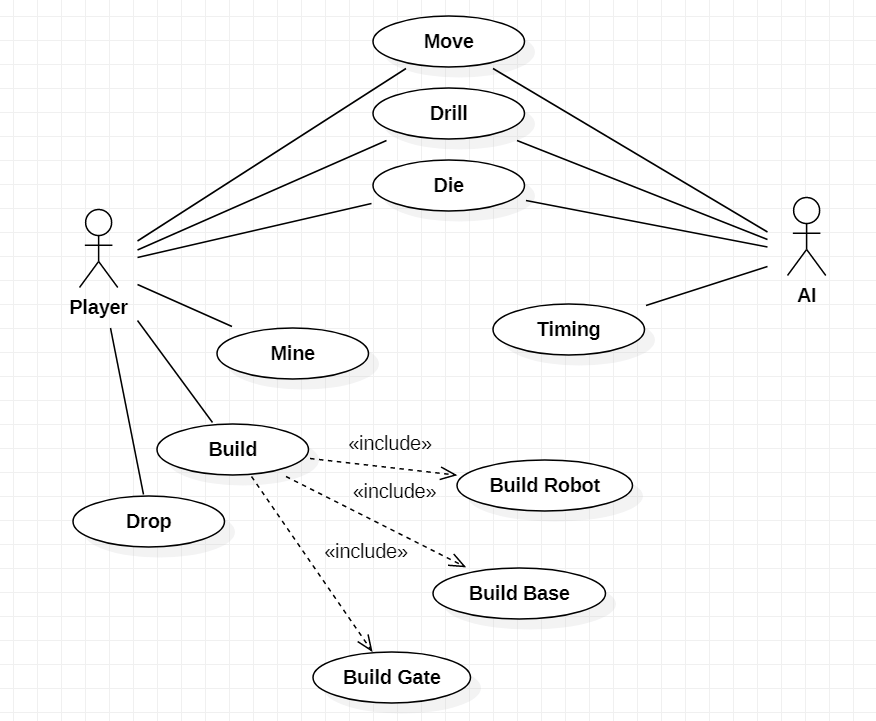 Move
Drill
Die
Player
AI
Mine
Timing
Build
«include»
Build Robot
«include»
Drop
«include»
Build Base
Build Gate